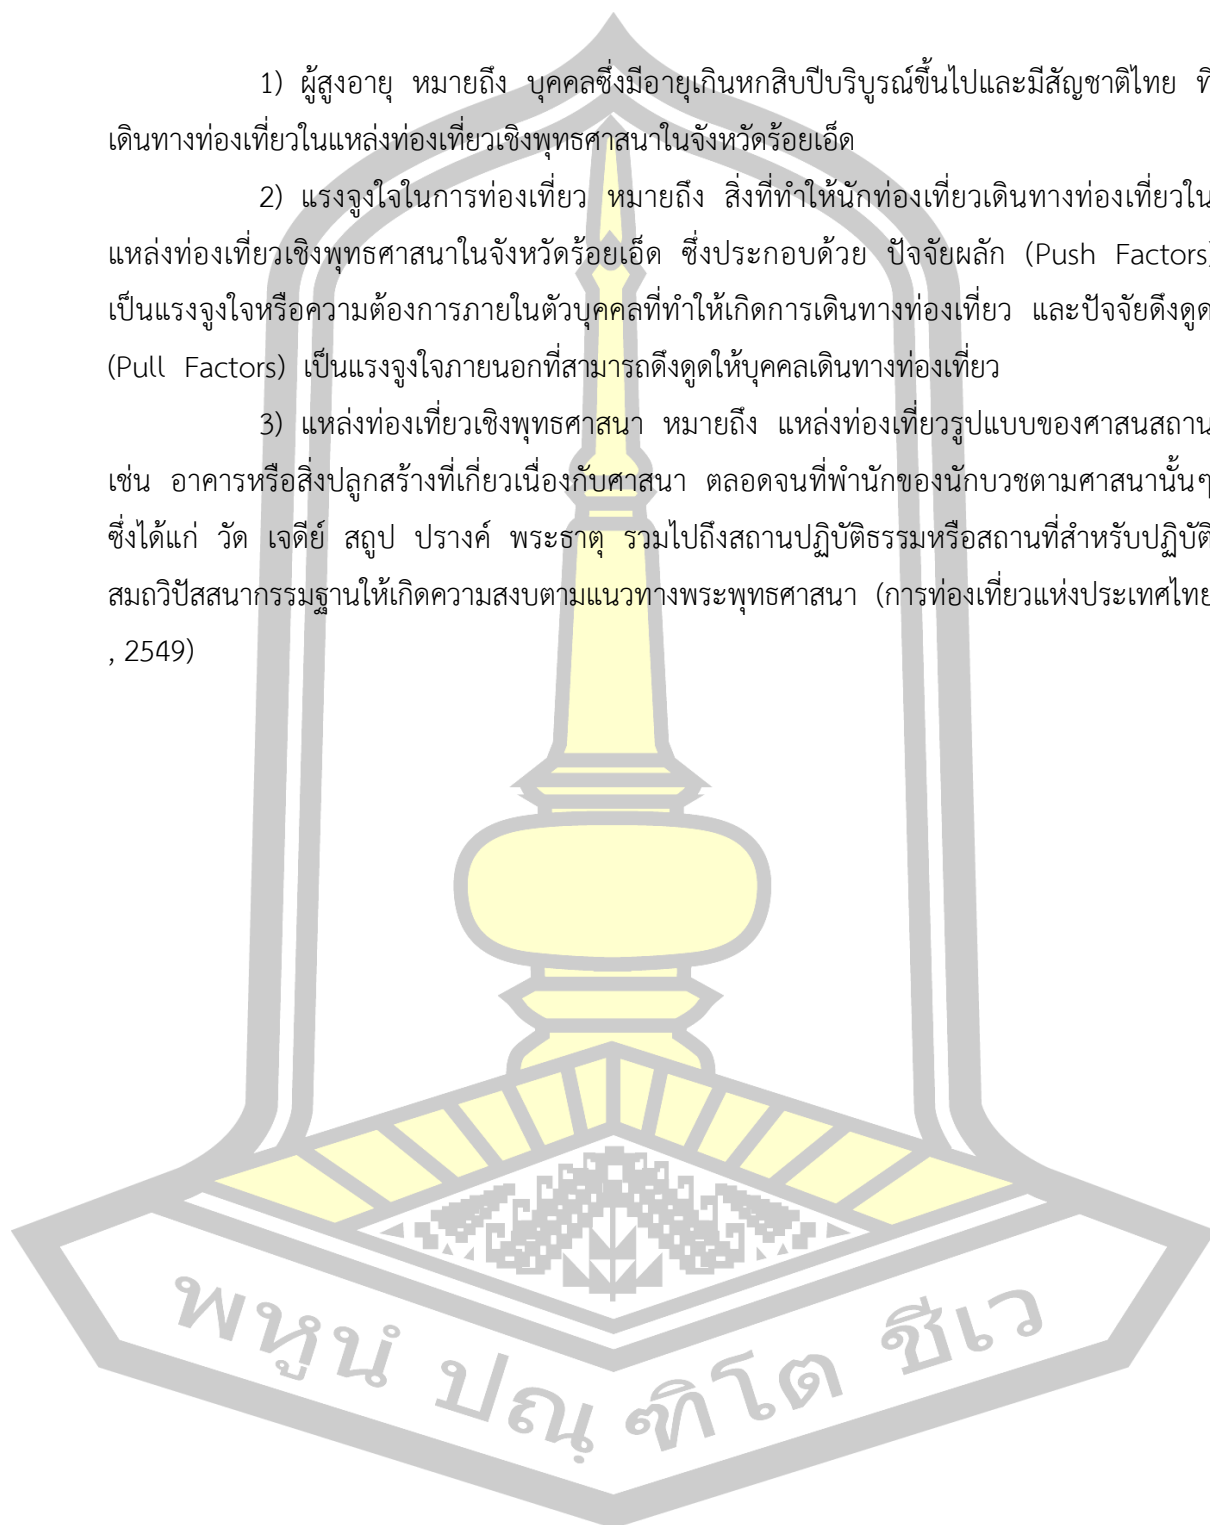 1) ผู้สูงอายุ หมายถึง บุคคลซึ่งมีอายุเกินหกสิบปีบริบูรณ์ขึ้นไปและมีสัญชาติไทย ที
เดินทางท่องเที่ยวในแหล่งท่องเที่ยวเชิงพุทธศาสนาในจังหวัดร้อยเอ็ด
2) แรงจูงใจในการท่องเที่ยว หมายถึง สิ่งที่ทำให้นักท่องเที่ยวเดินทางท่องเที่ยวใน
แหล่งท่องเที่ยวเชิงพุทธศาสนาในจังหวัดร้อยเอ็ด ซึ่งประกอบด้วย ปัจจัยผลัก (Push Factors)
เป็นแรงจูงใจหรือความต้องการภายในตัวบุคคลที่ทำให้เกิดการเดินทางท่องเที่ยว และปัจจัยดึงดูด
(Pull Factors) เป็นแรงจูงใจภายนอกที่สามารถดึงดูดให้บุคคลเดินทางท่องเที่ยว
3) แหล่งท่องเที่ยวเชิงพุทธศาสนา หมายถึง แหล่งท่องเที่ยวรูปแบบของศาสนสถาน
เช่น อาคารหรือสิ่งปลูกสร้างที่เกี่ยวเนื่องกับศาสนา ตลอดจนที่พำนักของนักบวชตามศาสนานั้นๆ
ซึ่งได้แก่ วัด เจดีย์ สถูป ปรางค์ พระธาตุ รวมไปถึงสถานปฏิบัติธรรมหรือสถานที่สำหรับปฏิบัติ
สมถวิปัสสนากรรมฐานให้เกิดความสงบตามแนวทางพระพุทธศาสนา (การท่องเที่ยวแห่งประเทศไทย
, 2549)
พหูนํ ปณฺฑิโต ชีเว